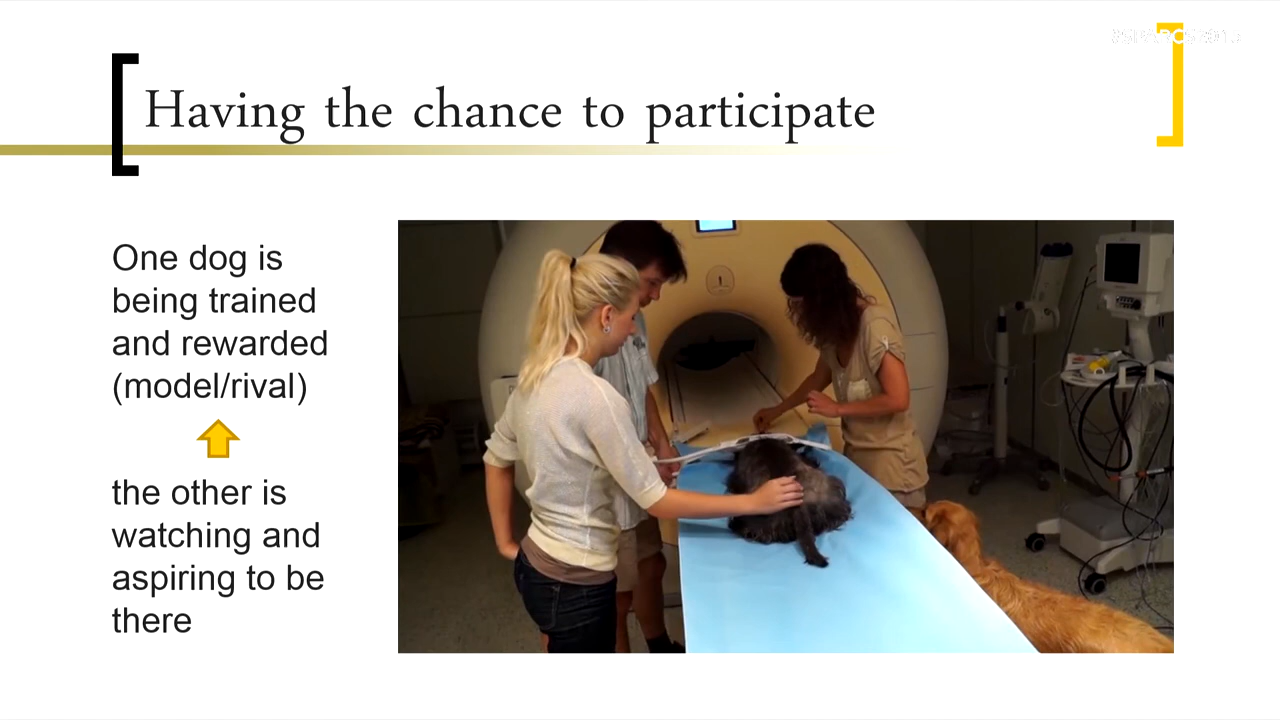 Having the chance to participate
One dog is
being trained
and rewarded
(model/rival)
the other is
watching and
aspiring to be
there